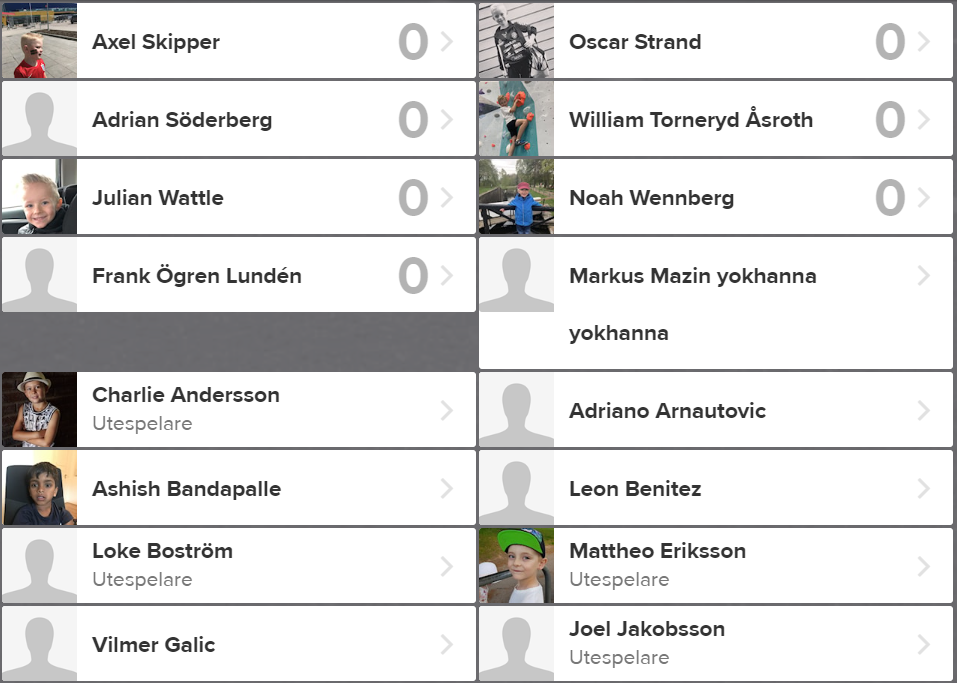 Axel Skipper 0
Oscar Strand 0
Adrian Söderberg 0
William Torneryd Åsroth 0
Julian Wattle 0
Noah Wennberg 0
Frank Ögren Lundén 0
Markus Mazin yokhanna
yokhanna
Charlie Andersson
Utespelare
Adriano Arnautovic
Ashish Bandapalle
Leon Benitez
Loke Boström
Utespelare
Mattheo Eriksson
Utespelare
Vilmer Galic
Joel Jakobsson
Utespelare